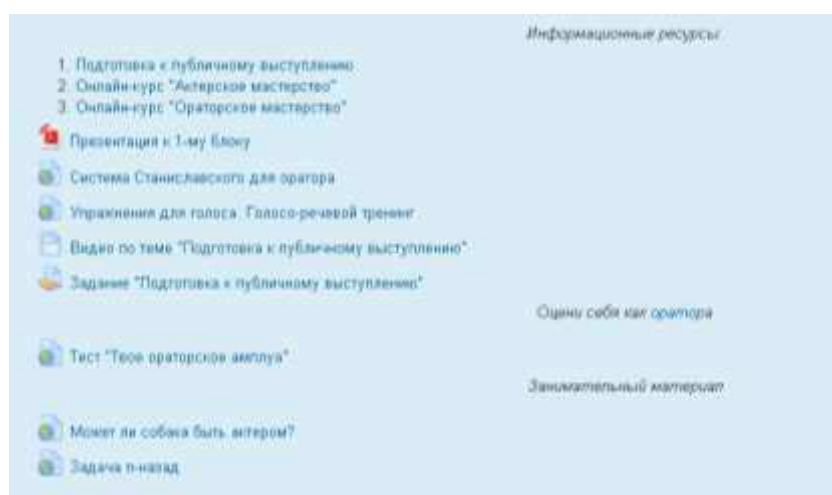 Информационные ресурсы
1. Подготовка к публичному выступлению
2. Онлайн-курс "Актерское мастерство"
3. Онлайн-курс "Ораторское мастерство"
Презентация к 1-му блоку
Система Станиславского для оратора
Упражнения для голоса. Голосо-речевой тренинг
Видео по теме "Подготовка к публичному выступлению"
Задание "Подготовка к публичному выступлению"
Оцени себя как оратора
Тест "Твое ораторское амплуа"
Занимательный материал
Может ли собака быть актером?
Задача n-назад